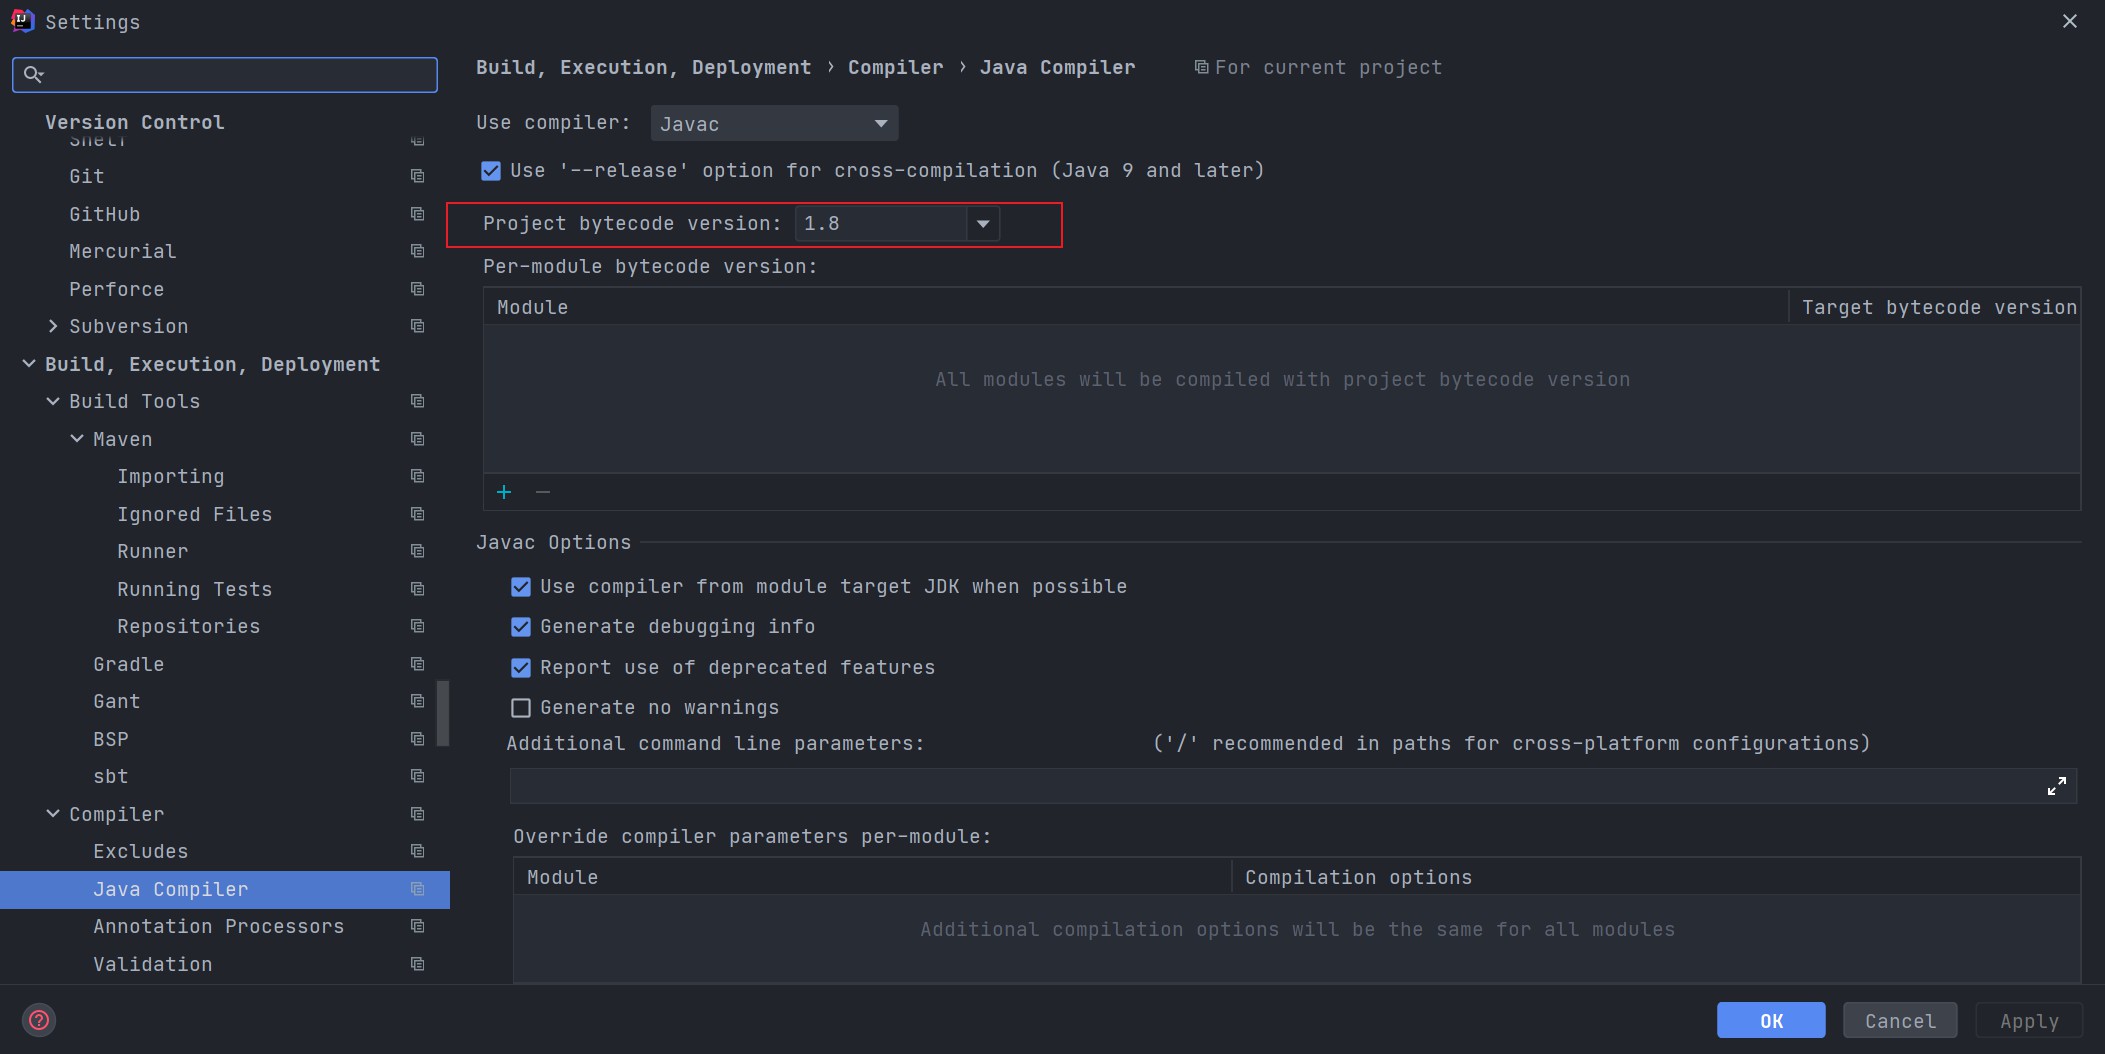 Settings
Build, Execution, Deployment › Compiler › Java Compiler For current project
Version Control
Shelf
Git
GitHub
Mercurial
Perforce
Subversion
Build, Execution, Deployment
Build Tools
Maven
Importing
Ignored Files
Runner
Running Tests
Repositories
Gradle
Gant
BSP
sbt
Compiler
Excludes
Java Compiler
Annotation Processors
Validation
Use compiler: Javac
Use '--release' option for cross-compilation (Java 9 and later)
Project bytecode version: 1.8
Per-module bytecode version:
Module Target bytecode version
All modules will be compiled with project bytecode version
Javac Options
Use compiler from module target JDK when possible
Generate debugging info
Report use of deprecated features
Generate no warnings
Additional command line parameters: ('/' recommended in paths for cross-platform configurations)
Override compiler parameters per-module:
Module Compilation options
Additional compilation options will be the same for all modules
OK Cancel Apply